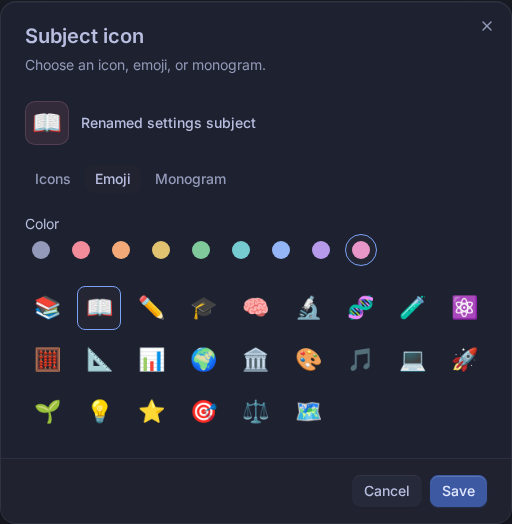 Subject icon
Choose an icon, emoji, or monogram.
Renamed settings subject
Icons Emoji Monogram
Color
Cancel Save